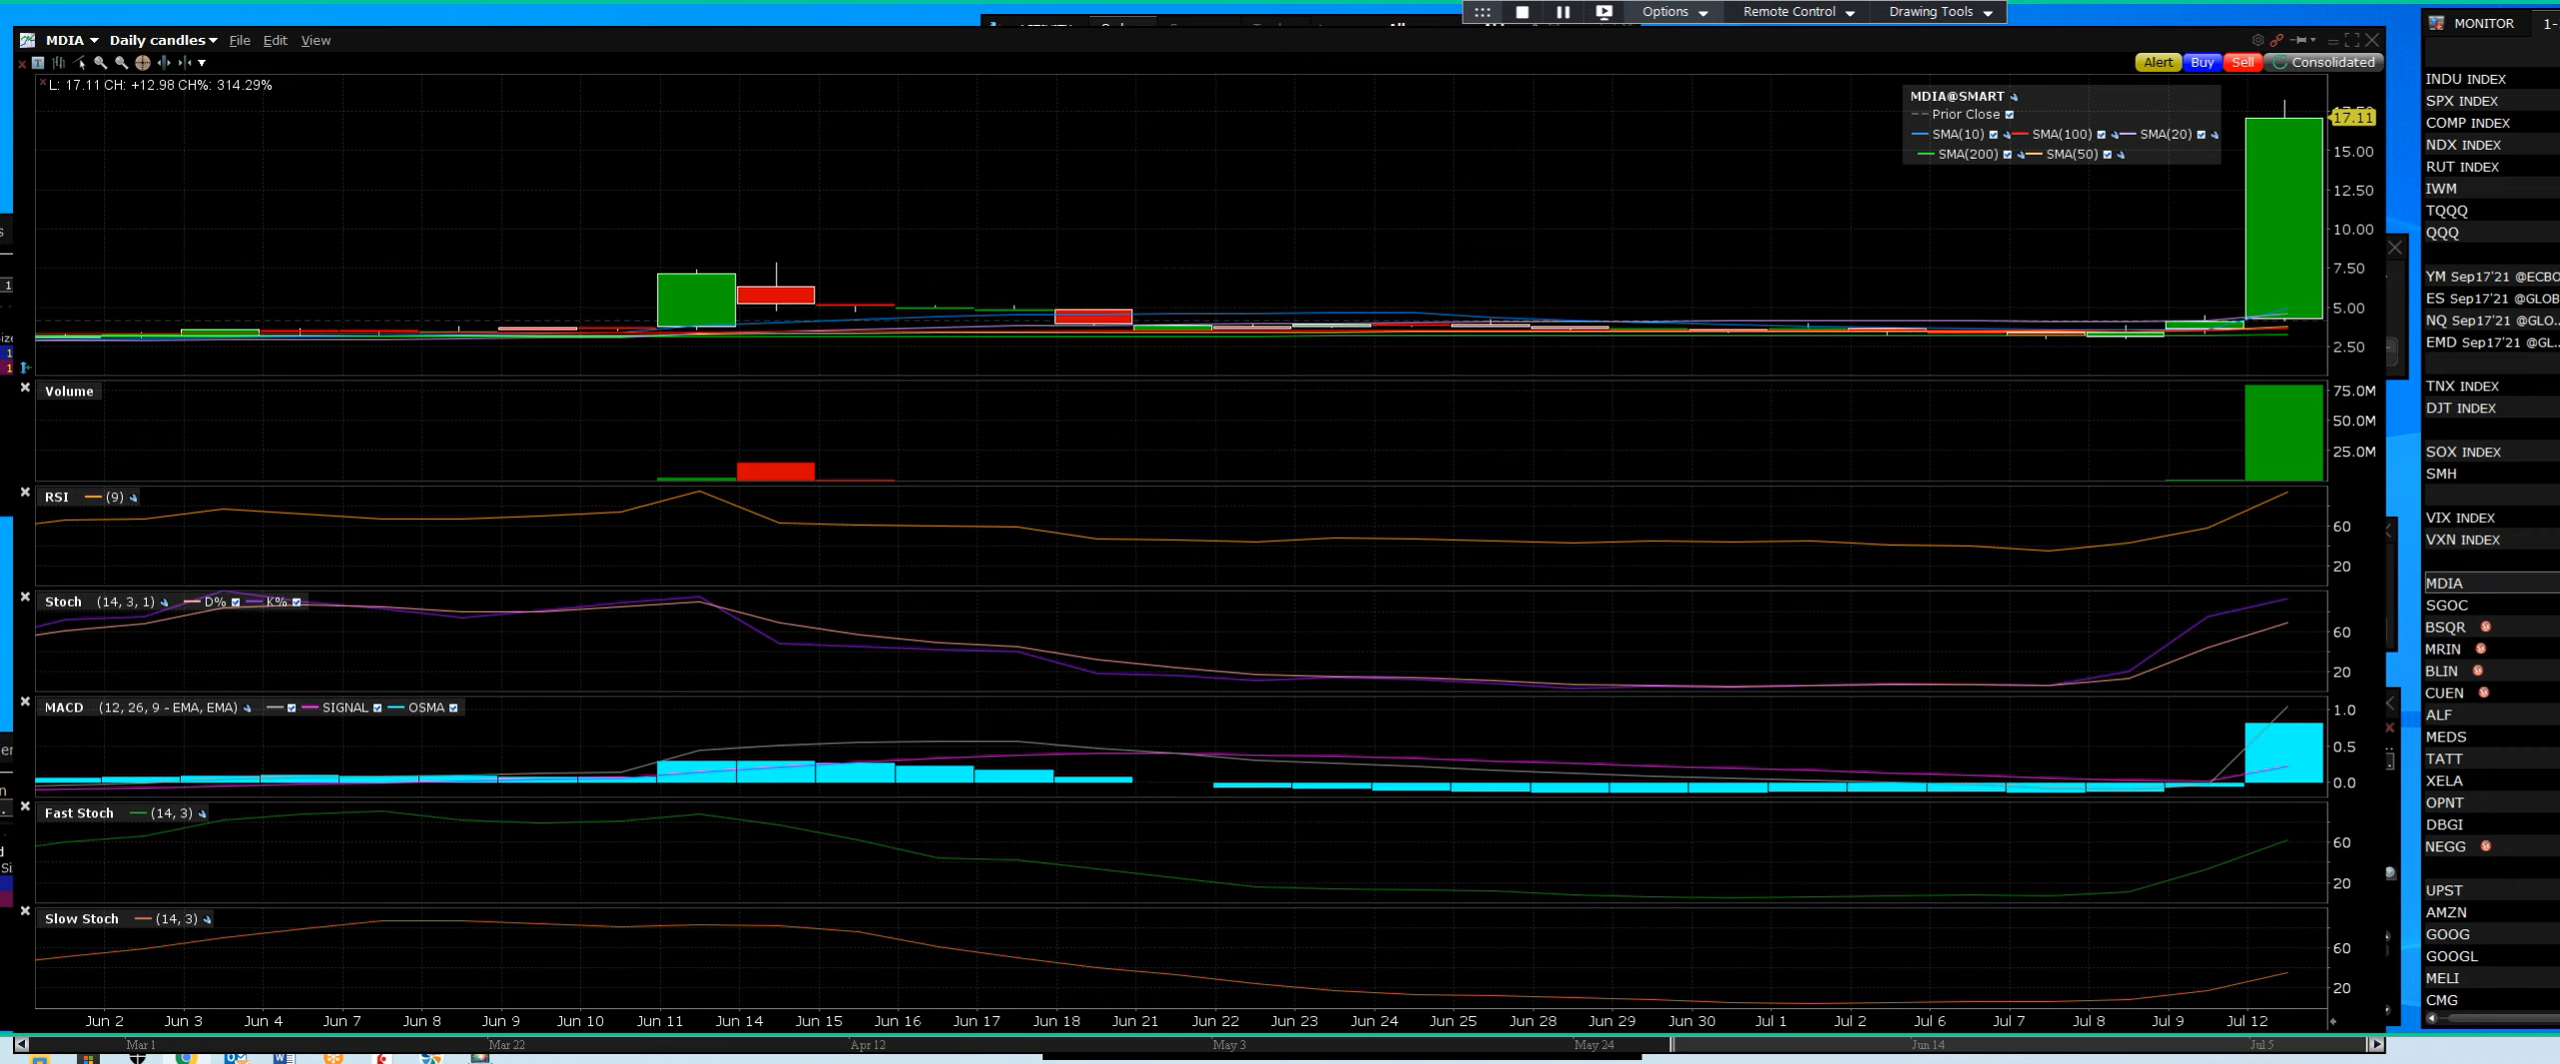 Options Remote Control Drawing Tools
MDIA Daily candles File Edit View
Alert Buy Sell Consolidated
L: 17.11 CH: +12.98 CH%: 314.29%
MDIA@SMART
Prior Close
SMA(10) SMA(100) SMA(20)
SMA(200) SMA(50)
17.11
15.00
12.50
10.00
7.50
5.00
2.50
Volume
75.0M
50.0M
25.0M
RSI (9)
60
20
Stoch (14, 3, 1) D% K%
60
20
MACD (12, 26, 9 - EMA, EMA) SIGNAL OSMA
1.0
0.5
0.0
Fast Stoch (14, 3)
60
20
Slow Stoch (14, 3)
60
20
Jun 2 Jun 3 Jun 4 Jun 7 Jun 8 Jun 9 Jun 10 Jun 11 Jun 14 Jun 15 Jun 16 Jun 17 Jun 18 Jun 21 Jun 22 Jun 23 Jun 24 Jun 25 Jun 28 Jun 29 Jun 30 Jul 1 Jul 2 Jul 6 Jul 7 Jul 8 Jul 9 Jul 12
Mar 1 Mar 22 Apr 12 May 3 May 24 Jun 14 Jul 5
MONITOR 1-
INDU INDEX
SPX INDEX
COMP INDEX
NDX INDEX
RUT INDEX
IWM
TQQQ
QQQ
YM Sep17'21 @ECBO
ES Sep17'21 @GLOB
NQ Sep17'21 @GLO..
EMD Sep17'21 @GL..
TNX INDEX
DJT INDEX
SOX INDEX
SMH
VIX INDEX
VXN INDEX
MDIA
SGOC
BSQR
MRIN
BLIN
CUEN
ALF
MEDS
TATT
XELA
OPNT
DBGI
NEGG
UPST
AMZN
GOOG
GOOGL
MELI
CMG